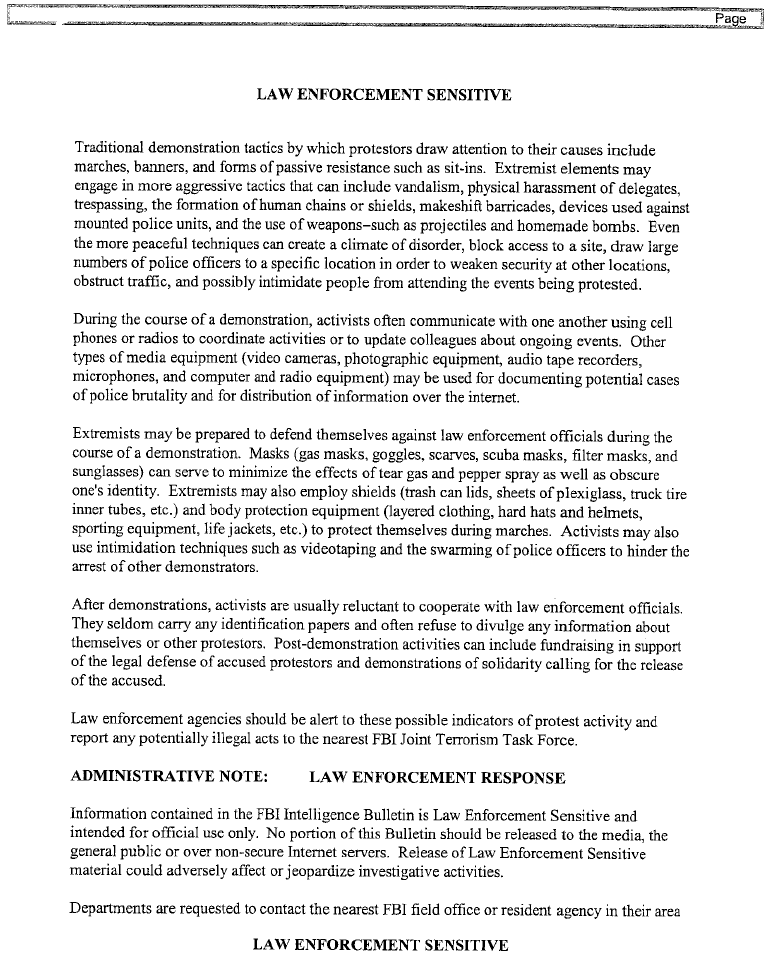 Page
LAW ENFORCEMENT SENSITIVE
Traditional demonstration tactics by which protestors draw attention to their causes include
marches, banners, and forms of passive resistance such as sit-ins. Extremist elements may
engage in more aggressive tactics that can include vandalism, physical harassment of delegates,
trespassing, the formation of human chains or shields, makeshift barricades, devices used against
mounted police units, and the use of weapons–such as projectiles and homemade bombs. Even
the more peaceful techniques can create a climate of disorder, block access to a site, draw large
numbers of police officers to a specific location in order to weaken security at other locations,
obstruct traffic, and possibly intimidate people from attending the events being protested.
During the course of a demonstration, activists often communicate with one another using cell
phones or radios to coordinate activities or to update colleagues about ongoing events. Other
types of media equipment (video cameras, photographic equipment, audio tape recorders,
microphones, and computer and radio equipment) may be used for documenting potential cases
of police brutality and for distribution of information over the internet.
Extremists may be prepared to defend themselves against law enforcement officials during the
course of a demonstration. Masks (gas masks, goggles, scarves, scuba masks, filter masks, and
sunglasses) can serve to minimize the effects of tear gas and pepper spray as well as obscure
one's identity. Extremists may also employ shields (trash can lids, sheets of plexiglass, truck tire
inner tubes, etc.) and body protection equipment (layered clothing, hard hats and helmets,
sporting equipment, life jackets, etc.) to protect themselves during marches. Activists may also
use intimidation techniques such as videotaping and the swarming of police officers to hinder the
arrest of other demonstrators.
After demonstrations, activists are usually reluctant to cooperate with law enforcement officials.
They seldom carry any identification papers and often refuse to divulge any information about
themselves or other protestors. Post-demonstration activities can include fundraising in support
of the legal defense of accused protestors and demonstrations of solidarity calling for the release
of the accused.
Law enforcement agencies should be alert to these possible indicators of protest activity and
report any potentially illegal acts to the nearest FBI Joint Terrorism Task Force.
ADMINISTRATIVE NOTE: LAW ENFORCEMENT RESPONSE
Information contained in the FBI Intelligence Bulletin is Law Enforcement Sensitive and
intended for official use only. No portion of this Bulletin should be released to the media, the
general public or over non-secure Internet servers. Release of Law Enforcement Sensitive
material could adversely affect or jeopardize investigative activities.
Departments are requested to contact the nearest FBI field office or resident agency in their area
LAW ENFORCEMENT SENSITIVE